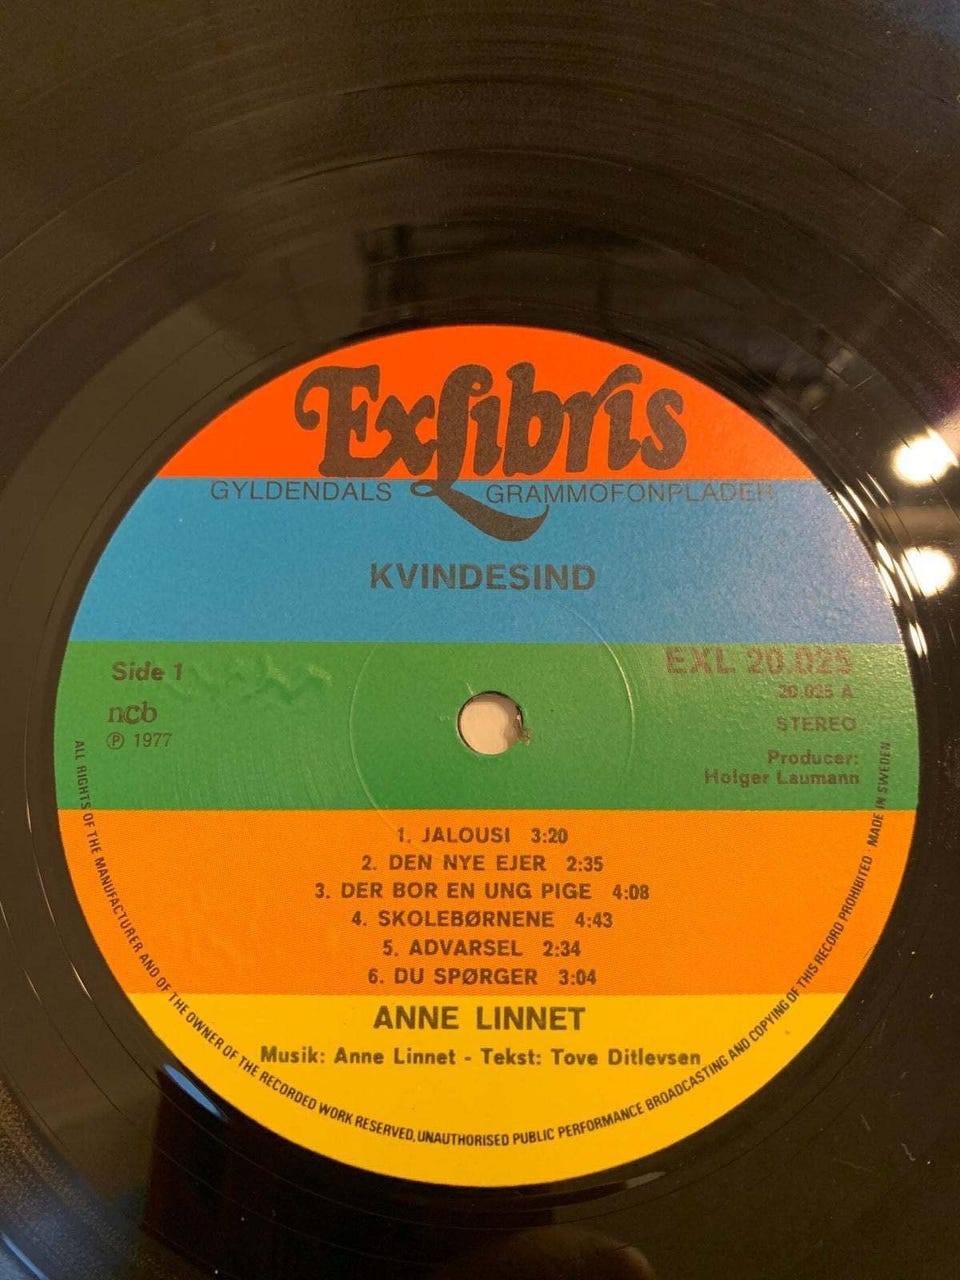 Exlibris
GYLDENDALS GRAMMOFONPLADER
KVINDESIND
Side 1
ncb
Ⓟ 1977
EXL 20.025
20.025 A
STEREO
Producer:
Holger Laumann
1. JALOUSI 3:20
2. DEN NYE EJER 2:35
3. DER BOR EN UNG PIGE 4:08
4. SKOLEBØRNENE 4:43
5. ADVARSEL 2:34
6. DU SPØRGER 3:04
ANNE LINNET
Musik: Anne Linnet - Tekst: Tove Ditlevsen
ALL RIGHTS OF THE MANUFACTURER AND OF THE OWNER OF THE RECORDED WORK RESERVED, UNAUTHORISED PUBLIC PERFORMANCE BROADCASTING AND COPYING OF THIS RECORD PROHIBITED · MADE IN SWEDEN